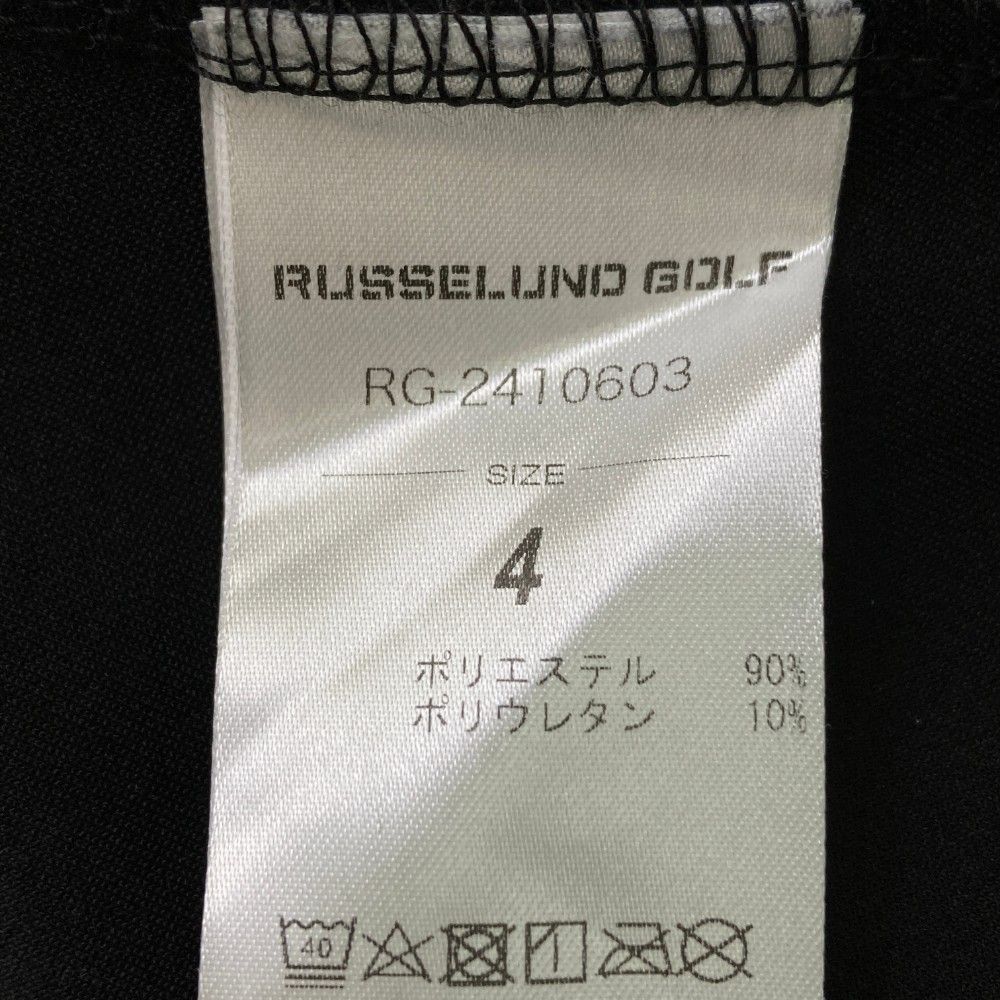 RUSSELUNO GOLF
RG-2410603
SIZE
4
ポリエステル 90%
ポリウレタン 10%
40